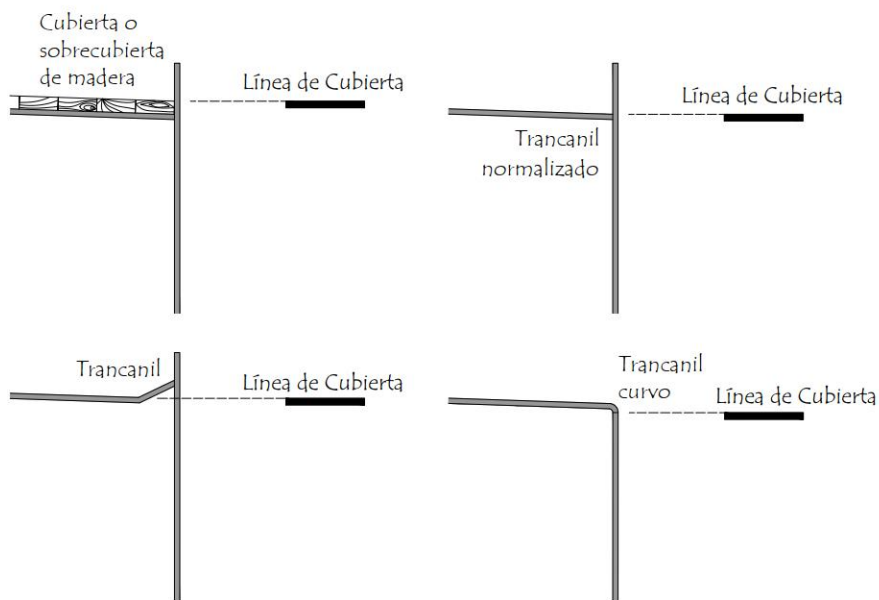 Cubierta o
sobrecubierta
de madera
Línea de Cubierta
Línea de Cubierta
Trancanil
normalizado
Trancanil
Línea de Cubierta
Trancanil
curvo
Línea de Cubierta